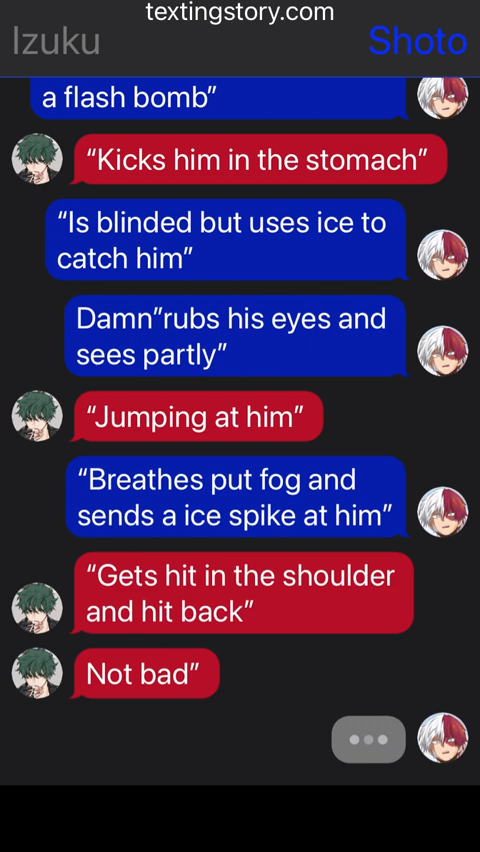 textingstory.com
Izuku
Shoto
a flash bomb”
“Kicks him in the stomach”
“Is blinded but uses ice to
catch him”
Damn”rubs his eyes and
sees partly”
“Jumping at him”
“Breathes put fog and
sends a ice spike at him”
“Gets hit in the shoulder
and hit back”
Not bad”